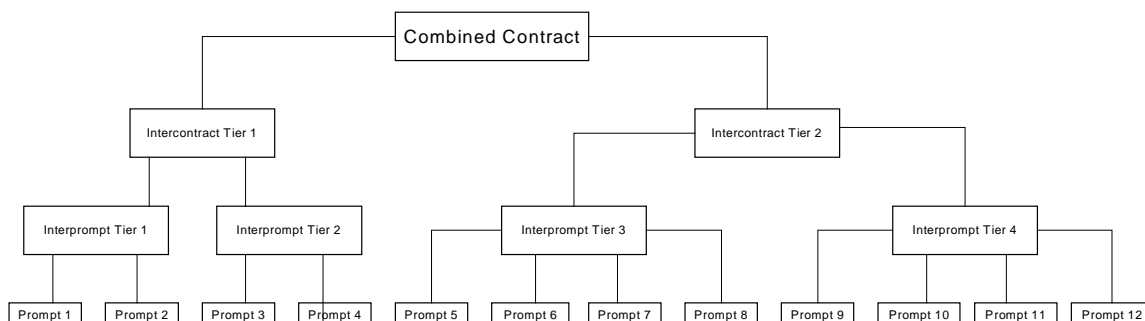 Combined Contract
Intercontract Tier 1
Intercontract Tier 2
Interprompt Tier 1
Interprompt Tier 2
Interprompt Tier 3
Interprompt Tier 4
Prompt 1
Prompt 2
Prompt 3
Prompt 4
Prompt 5
Prompt 6
Prompt 7
Prompt 8
Prompt 9
Prompt 10
Prompt 11
Prompt 12